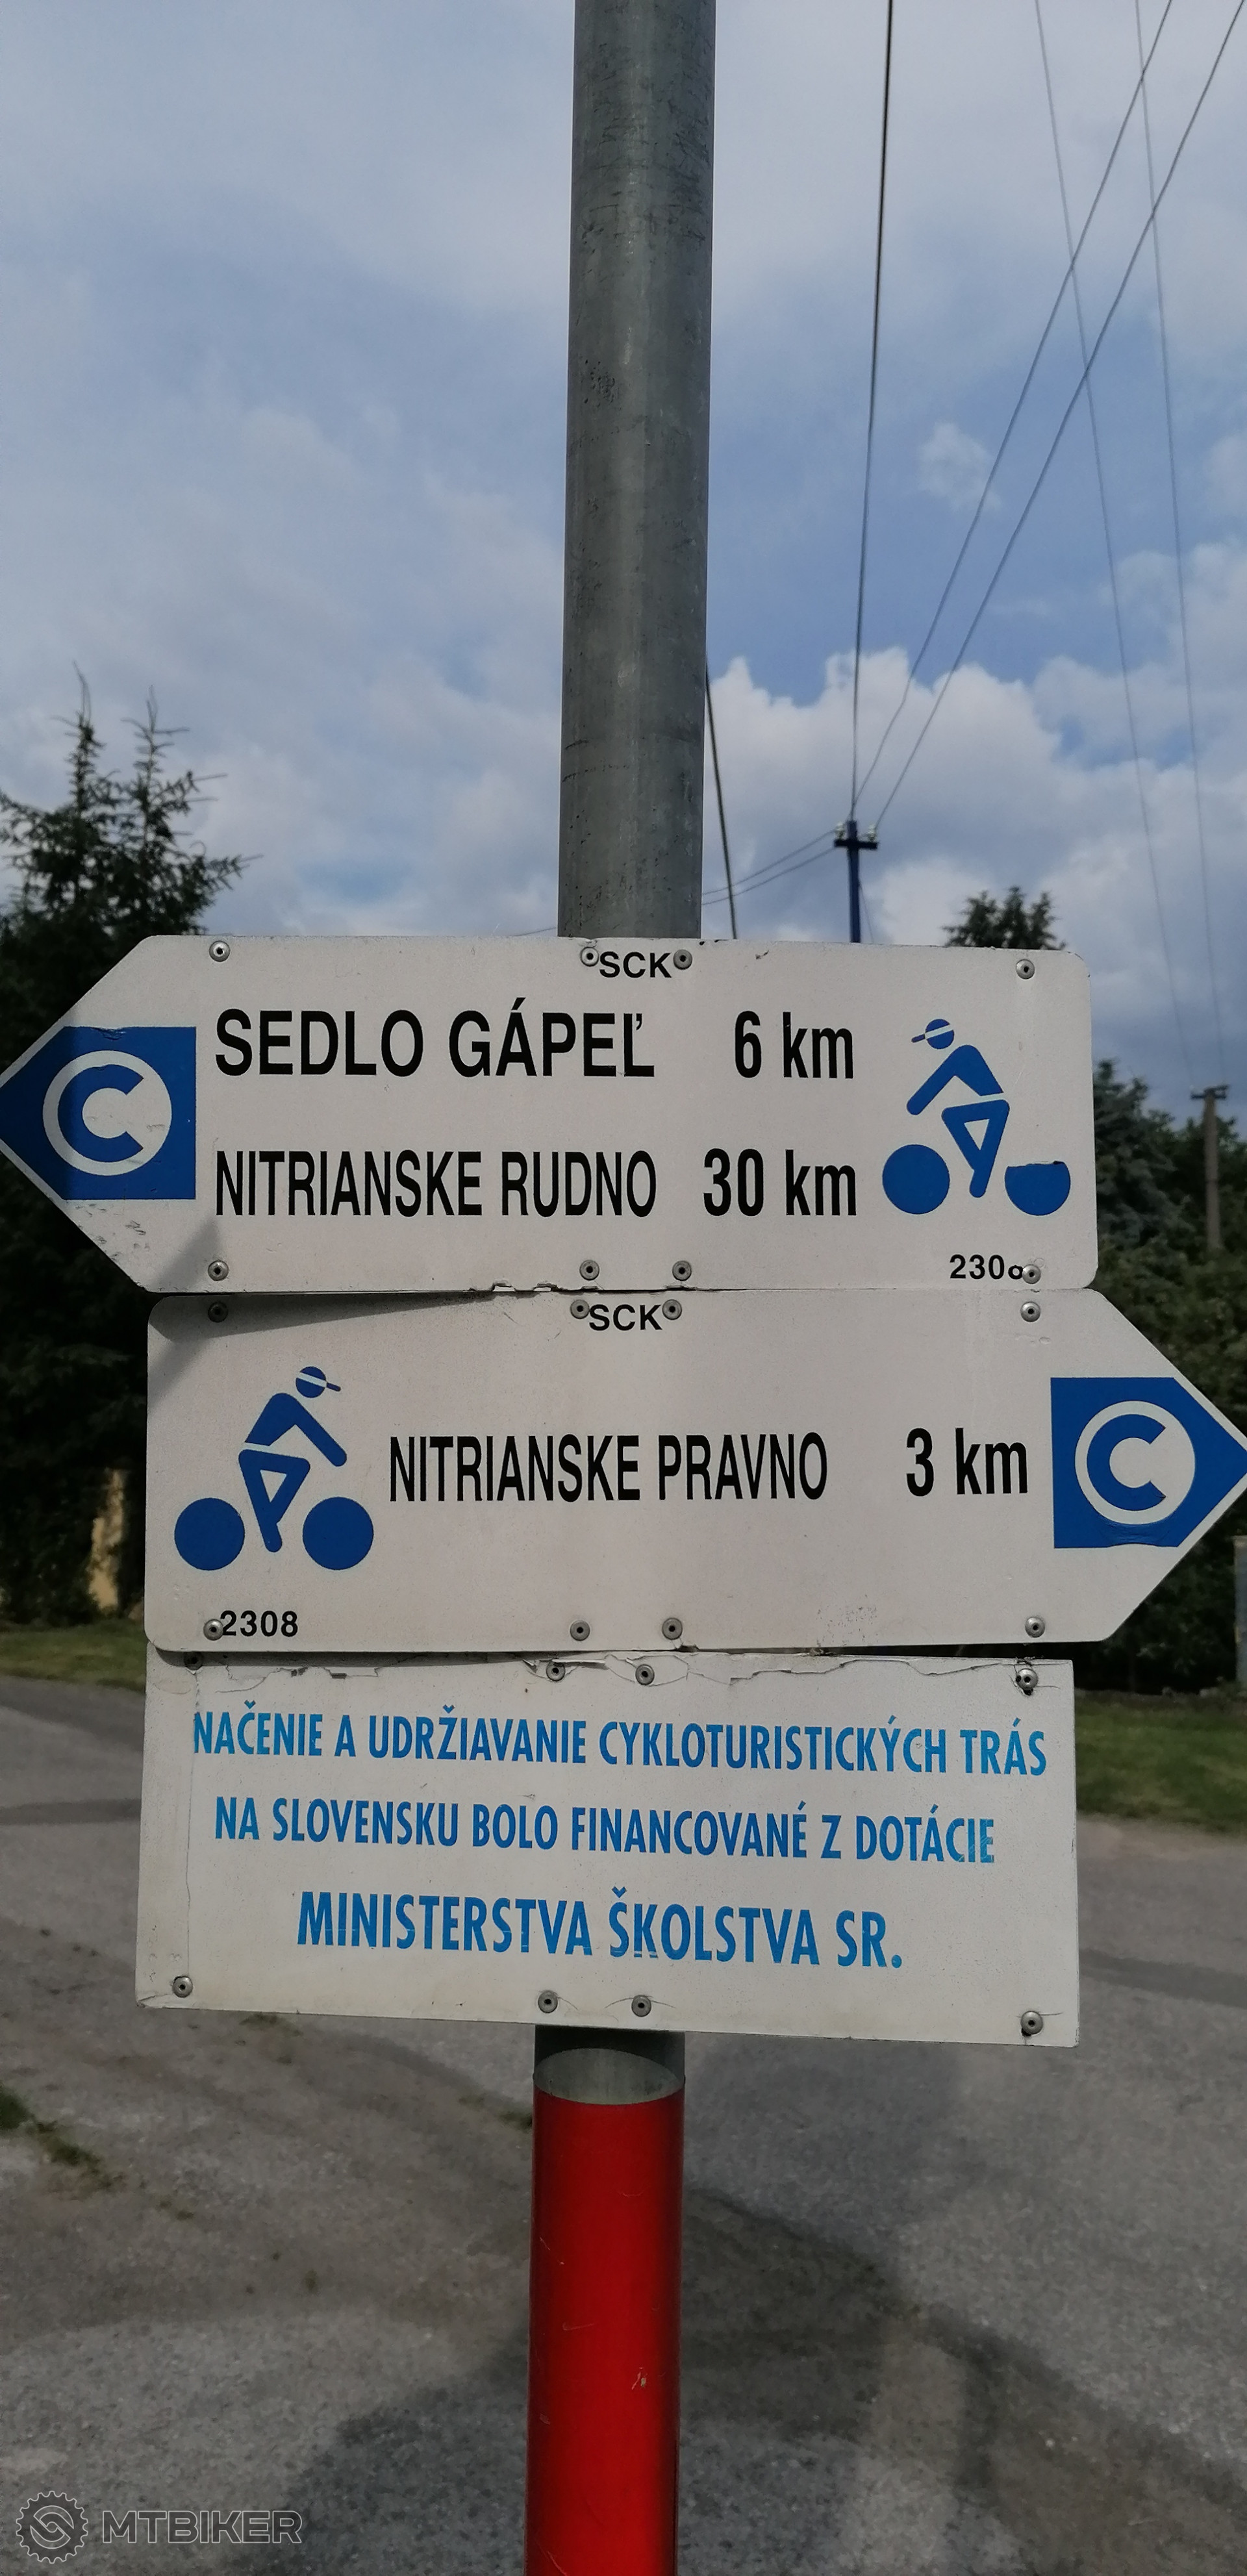 SCK
SEDLO GÁPEĽ 6 km
C
NITRIANSKE RUDNO 30 km
2308
SCK
NITRIANSKE PRAVNO 3 km
C
2308
NAČENIE A UDRŽIAVANIE CYKLOTURISTICKÝCH TRÁS
NA SLOVENSKU BOLO FINANCOVANÉ Z DOTÁCIE
MINISTERSTVA ŠKOLSTVA SR.
MTBIKER